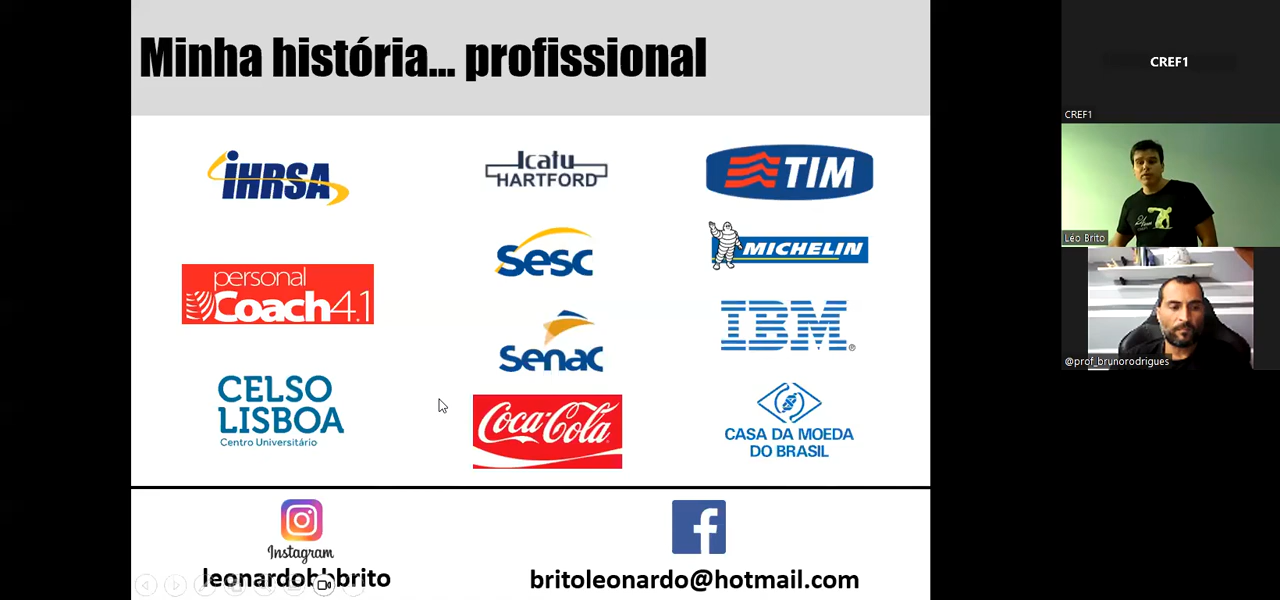 Minha história... profissional
iHRSA
Icatu
HARTFORD
TIM
Sesc
MICHELIN
personal
Coach4.1
IBM®
Senac
CELSO
LISBOA
Centro Universitário
Coca-Cola
CASA DA MOEDA
DO BRASIL
Instagram
britoleonardo@hotmail.com
CREF1
CREF1
Léo Brito
@prof_brunorodrigues